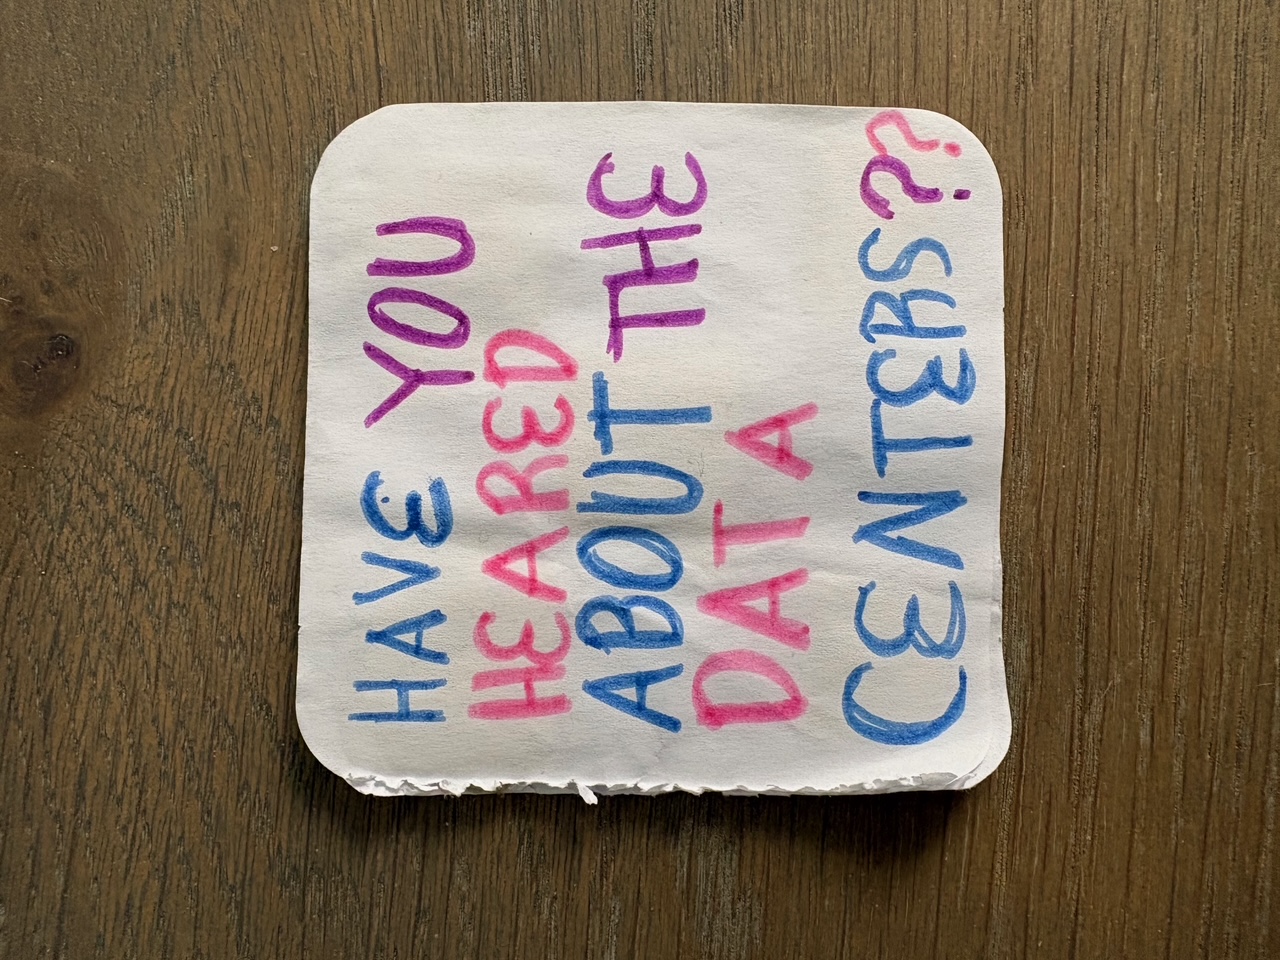 HAVE YOU
HEARED
ABOUT THE
DATA
CENTERS??